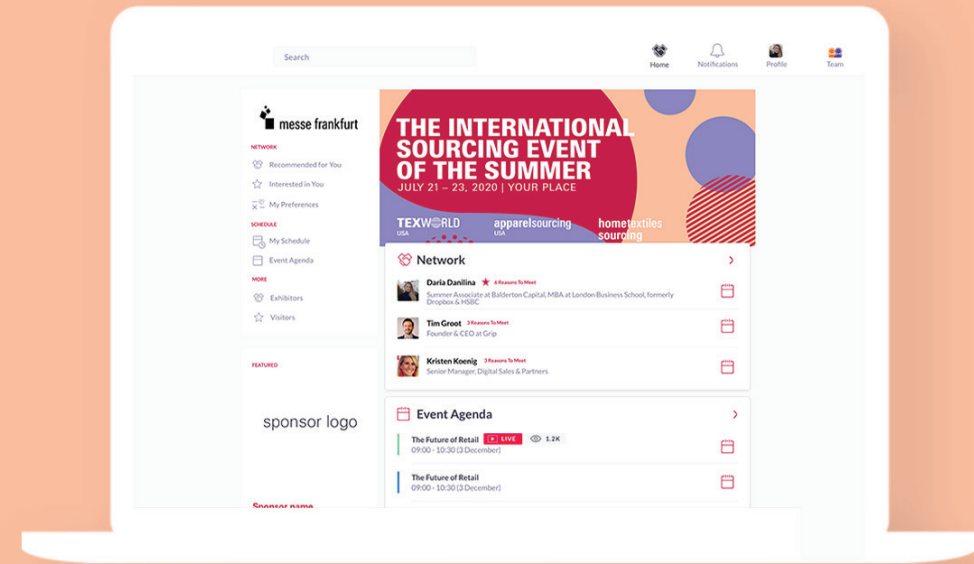 Search
Home
Notifications
Profile
Team
messe frankfurt
NETWORK
Recommended for You
Interested in You
My Preferences
SCHEDULE
My Schedule
Event Agenda
MORE
Exhibitors
Visitors
FEATURED
sponsor logo
Sponsor name
THE INTERNATIONAL
SOURCING EVENT
OF THE SUMMER
JULY 21 – 23, 2020 | YOUR PLACE
TEXWORLD
USA
apparelsourcing
USA
hometextiles
sourcing
Network
Daria Danilina 6 Reasons To Meet
Summer Associate at Balderton Capital, MBA at London Business School, formerly
Dropbox & HSBC
Tim Groot 3 Reasons To Meet
Founder & CEO at Grip
Kristen Koenig 3 Reasons To Meet
Senior Manager, Digital Sales & Partners
Event Agenda
The Future of Retail LIVE 1.2K
09:00 - 10:30 (3 December)
The Future of Retail
09:00 - 10:30 (3 December)